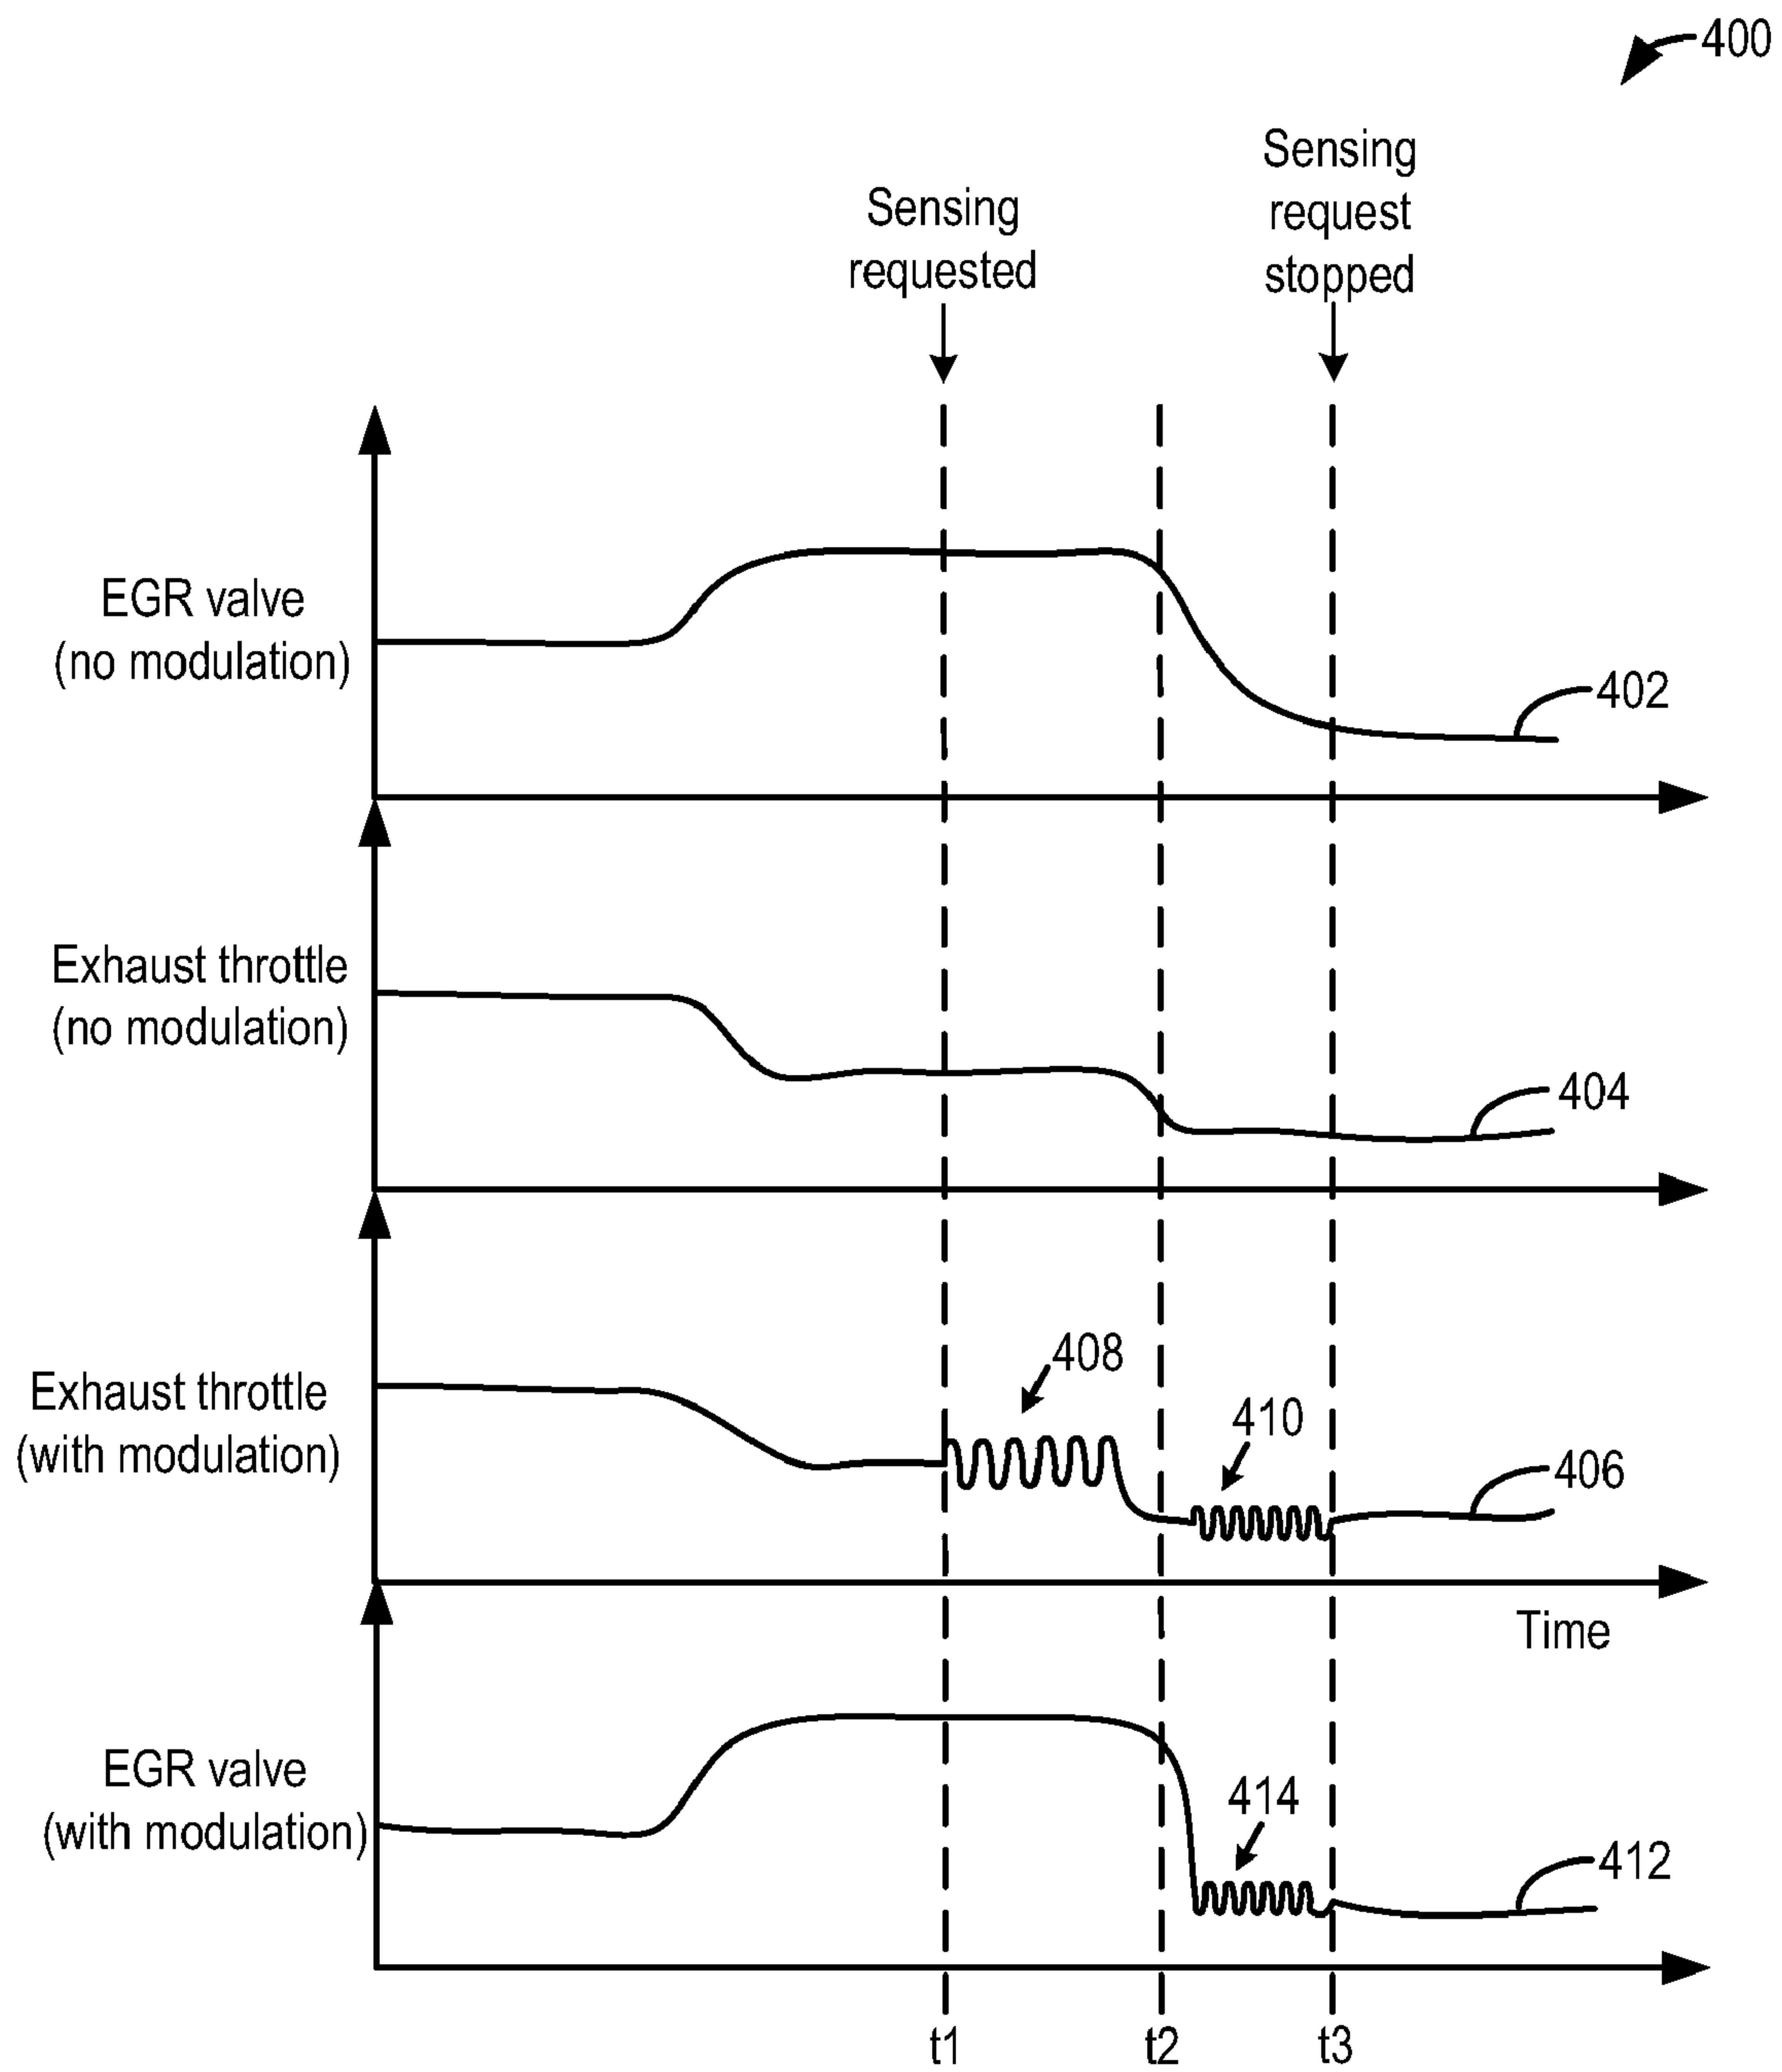 400
Sensing
requested
Sensing
request
stopped
EGR valve
(no modulation)
402
Exhaust throttle
(no modulation)
404
408
410
Exhaust throttle
(with modulation)
406
Time
EGR valve
(with modulation)
414
412
t1
t2
t3